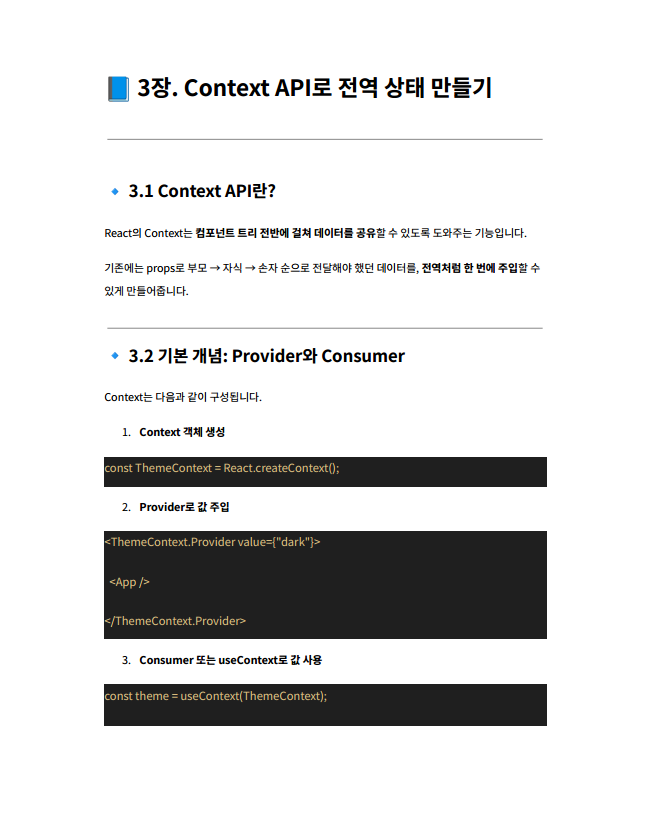 📘 3장. Context API로 전역 상태 만들기
🔹 3.1 Context API란?
React의 Context는 컴포넌트 트리 전반에 걸쳐 데이터를 공유할 수 있도록 도와주는 기능입니다.
기존에는 props로 부모 → 자식 → 손자 순으로 전달해야 했던 데이터를, 전역처럼 한 번에 주입할 수
있게 만들어줍니다.
🔹 3.2 기본 개념: Provider와 Consumer
Context는 다음과 같이 구성됩니다.
1. Context 객체 생성
const ThemeContext = React.createContext();
2. Provider로 값 주입
<ThemeContext.Provider value={"dark"}>
<App />
</ThemeContext.Provider>
3. Consumer 또는 useContext로 값 사용
const theme = useContext(ThemeContext);